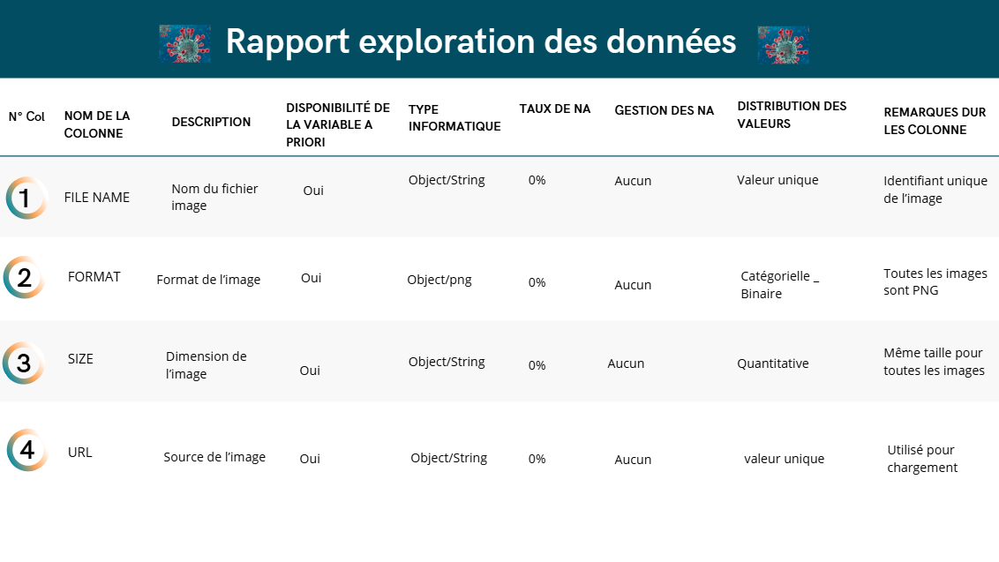 Rapport exploration des données
N° Col
NOM DE LA
COLONNE
DESCRIPTION
DISPONIBILITÉ DE
LA VARIABLE A
PRIORI
TYPE
INFORMATIQUE
TAUX DE NA
GESTION DES NA
DISTRIBUTION DES
VALEURS
REMARQUES DUR
LES COLONNE
1
FILE NAME
Nom du fichier
image
Oui
Object/String
0%
Aucun
Valeur unique
Identifiant unique
de l’image
2
FORMAT
Format de l’image
Oui
Object/png
0%
Aucun
Catégorielle _
Binaire
Toutes les images
sont PNG
3
SIZE
Dimension de
l’image
Oui
Object/String
0%
Aucun
Quantitative
Même taille pour
toutes les images
4
URL
Source de l’image
Oui
Object/String
0%
Aucun
valeur unique
Utilisé pour
chargement